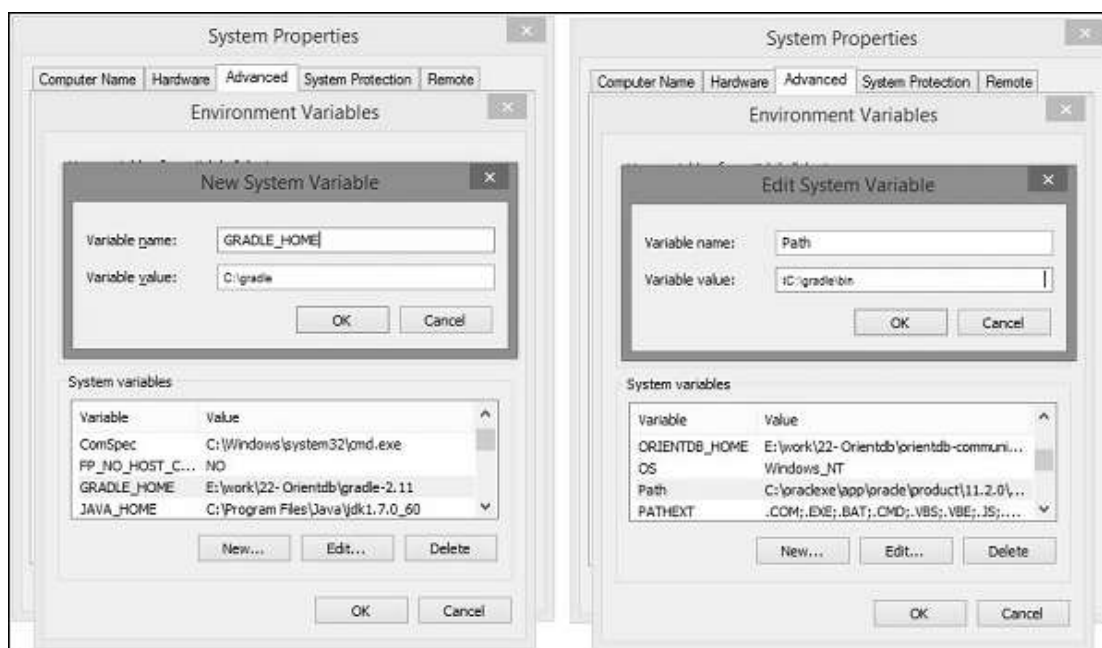 System Properties
Computer Name Hardware Advanced System Protection Remote
Environment Variables
New System Variable
Variable name: GRADLE_HOME
Variable value: C:\gradle
OK Cancel
System variables
Variable Value
ComSpec C:\Windows\system32\cmd.exe
FP_NO_HOST_C... NO
GRADLE_HOME E:\work\22- Orientdb\gradle-2.11
JAVA_HOME C:\Program Files\Java\jdk1.7.0_60
New... Edit... Delete
OK Cancel
System Properties
Computer Name Hardware Advanced System Protection Remote
Environment Variables
Edit System Variable
Variable name: Path
Variable value: ;C:\gradle\bin
OK Cancel
System variables
Variable Value
ORIENTDB_HOME E:\work\22- Orientdb\orientdb-communi...
OS Windows_NT
Path C:\oraclexe\app\oracle\product\11.2.0\...
PATHEXT .COM;.EXE;.BAT;.CMD;.VBS;.VBE;.JS;....
New... Edit... Delete
OK Cancel